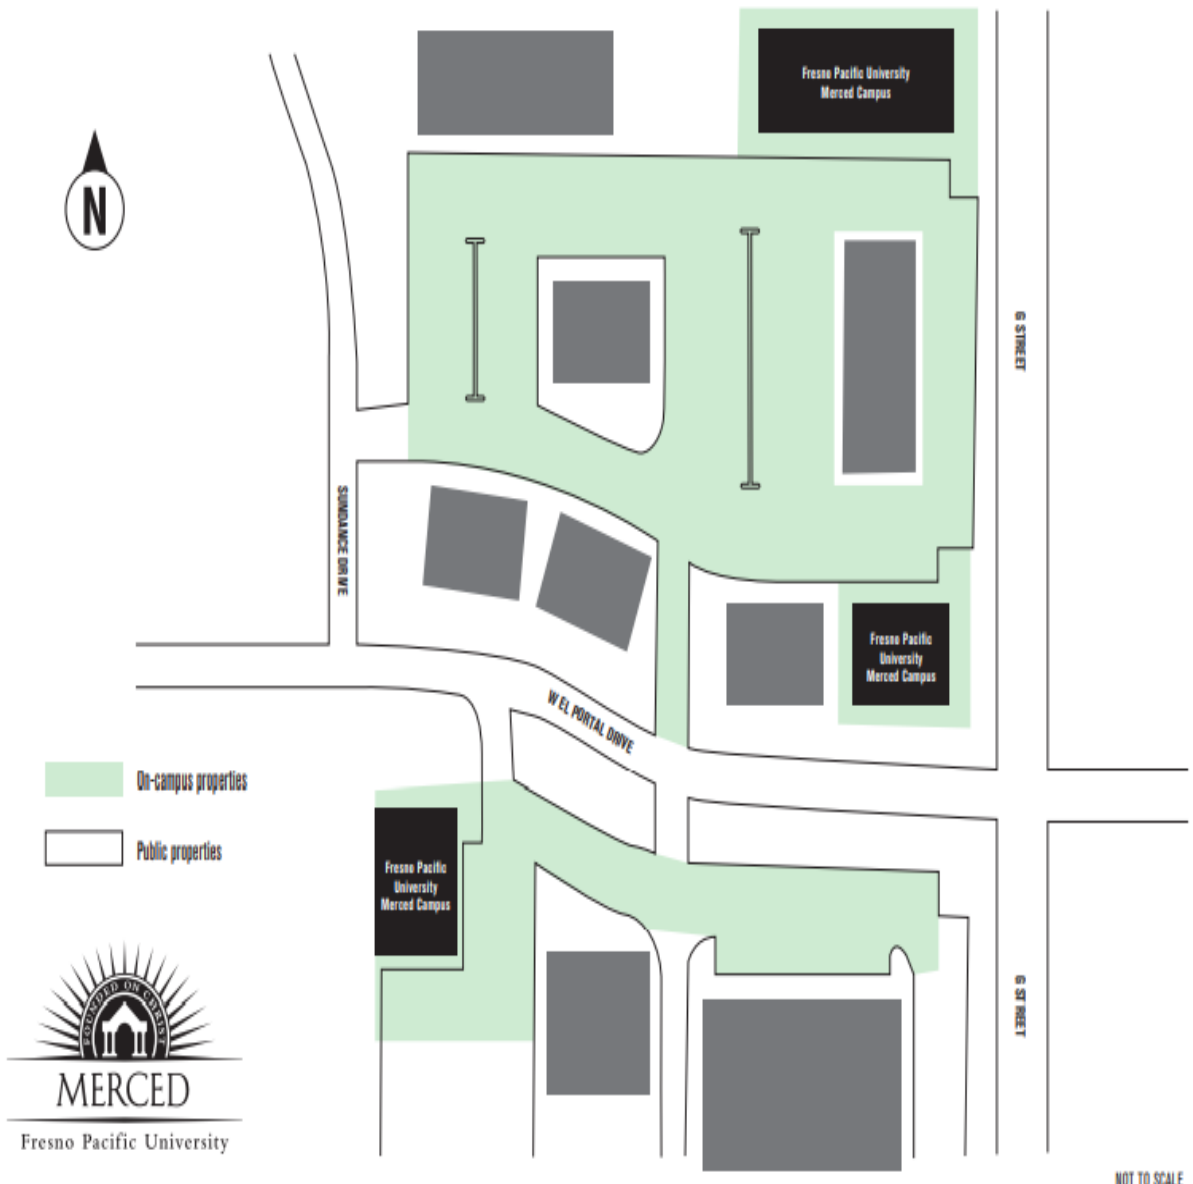 Fresno Pacific University
Merced Campus
N
G STREET
SUNDANCE DRIVE
Fresno Pacific
University
Merced Campus
W EL PORTAL DRIVE
On-campus properties
Public properties
Fresno Pacific
University
Merced Campus
G STREET
FOUNDED ON CHRIST
MERCED
Fresno Pacific University
NOT TO SCALE